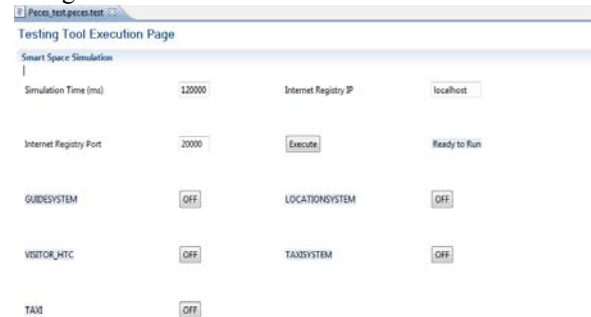 Peces_test.peces.test
Testing Tool Execution Page
Smart Space Simulation
Simulation Time (ms) 120000 Internet Registry IP localhost
Internet Registry Port 20000 Execute Ready to Run
GUIDESYSTEM OFF LOCATIONSYSTEM OFF
VISITOR_HTC OFF TAXISYSTEM OFF
TAXI OFF